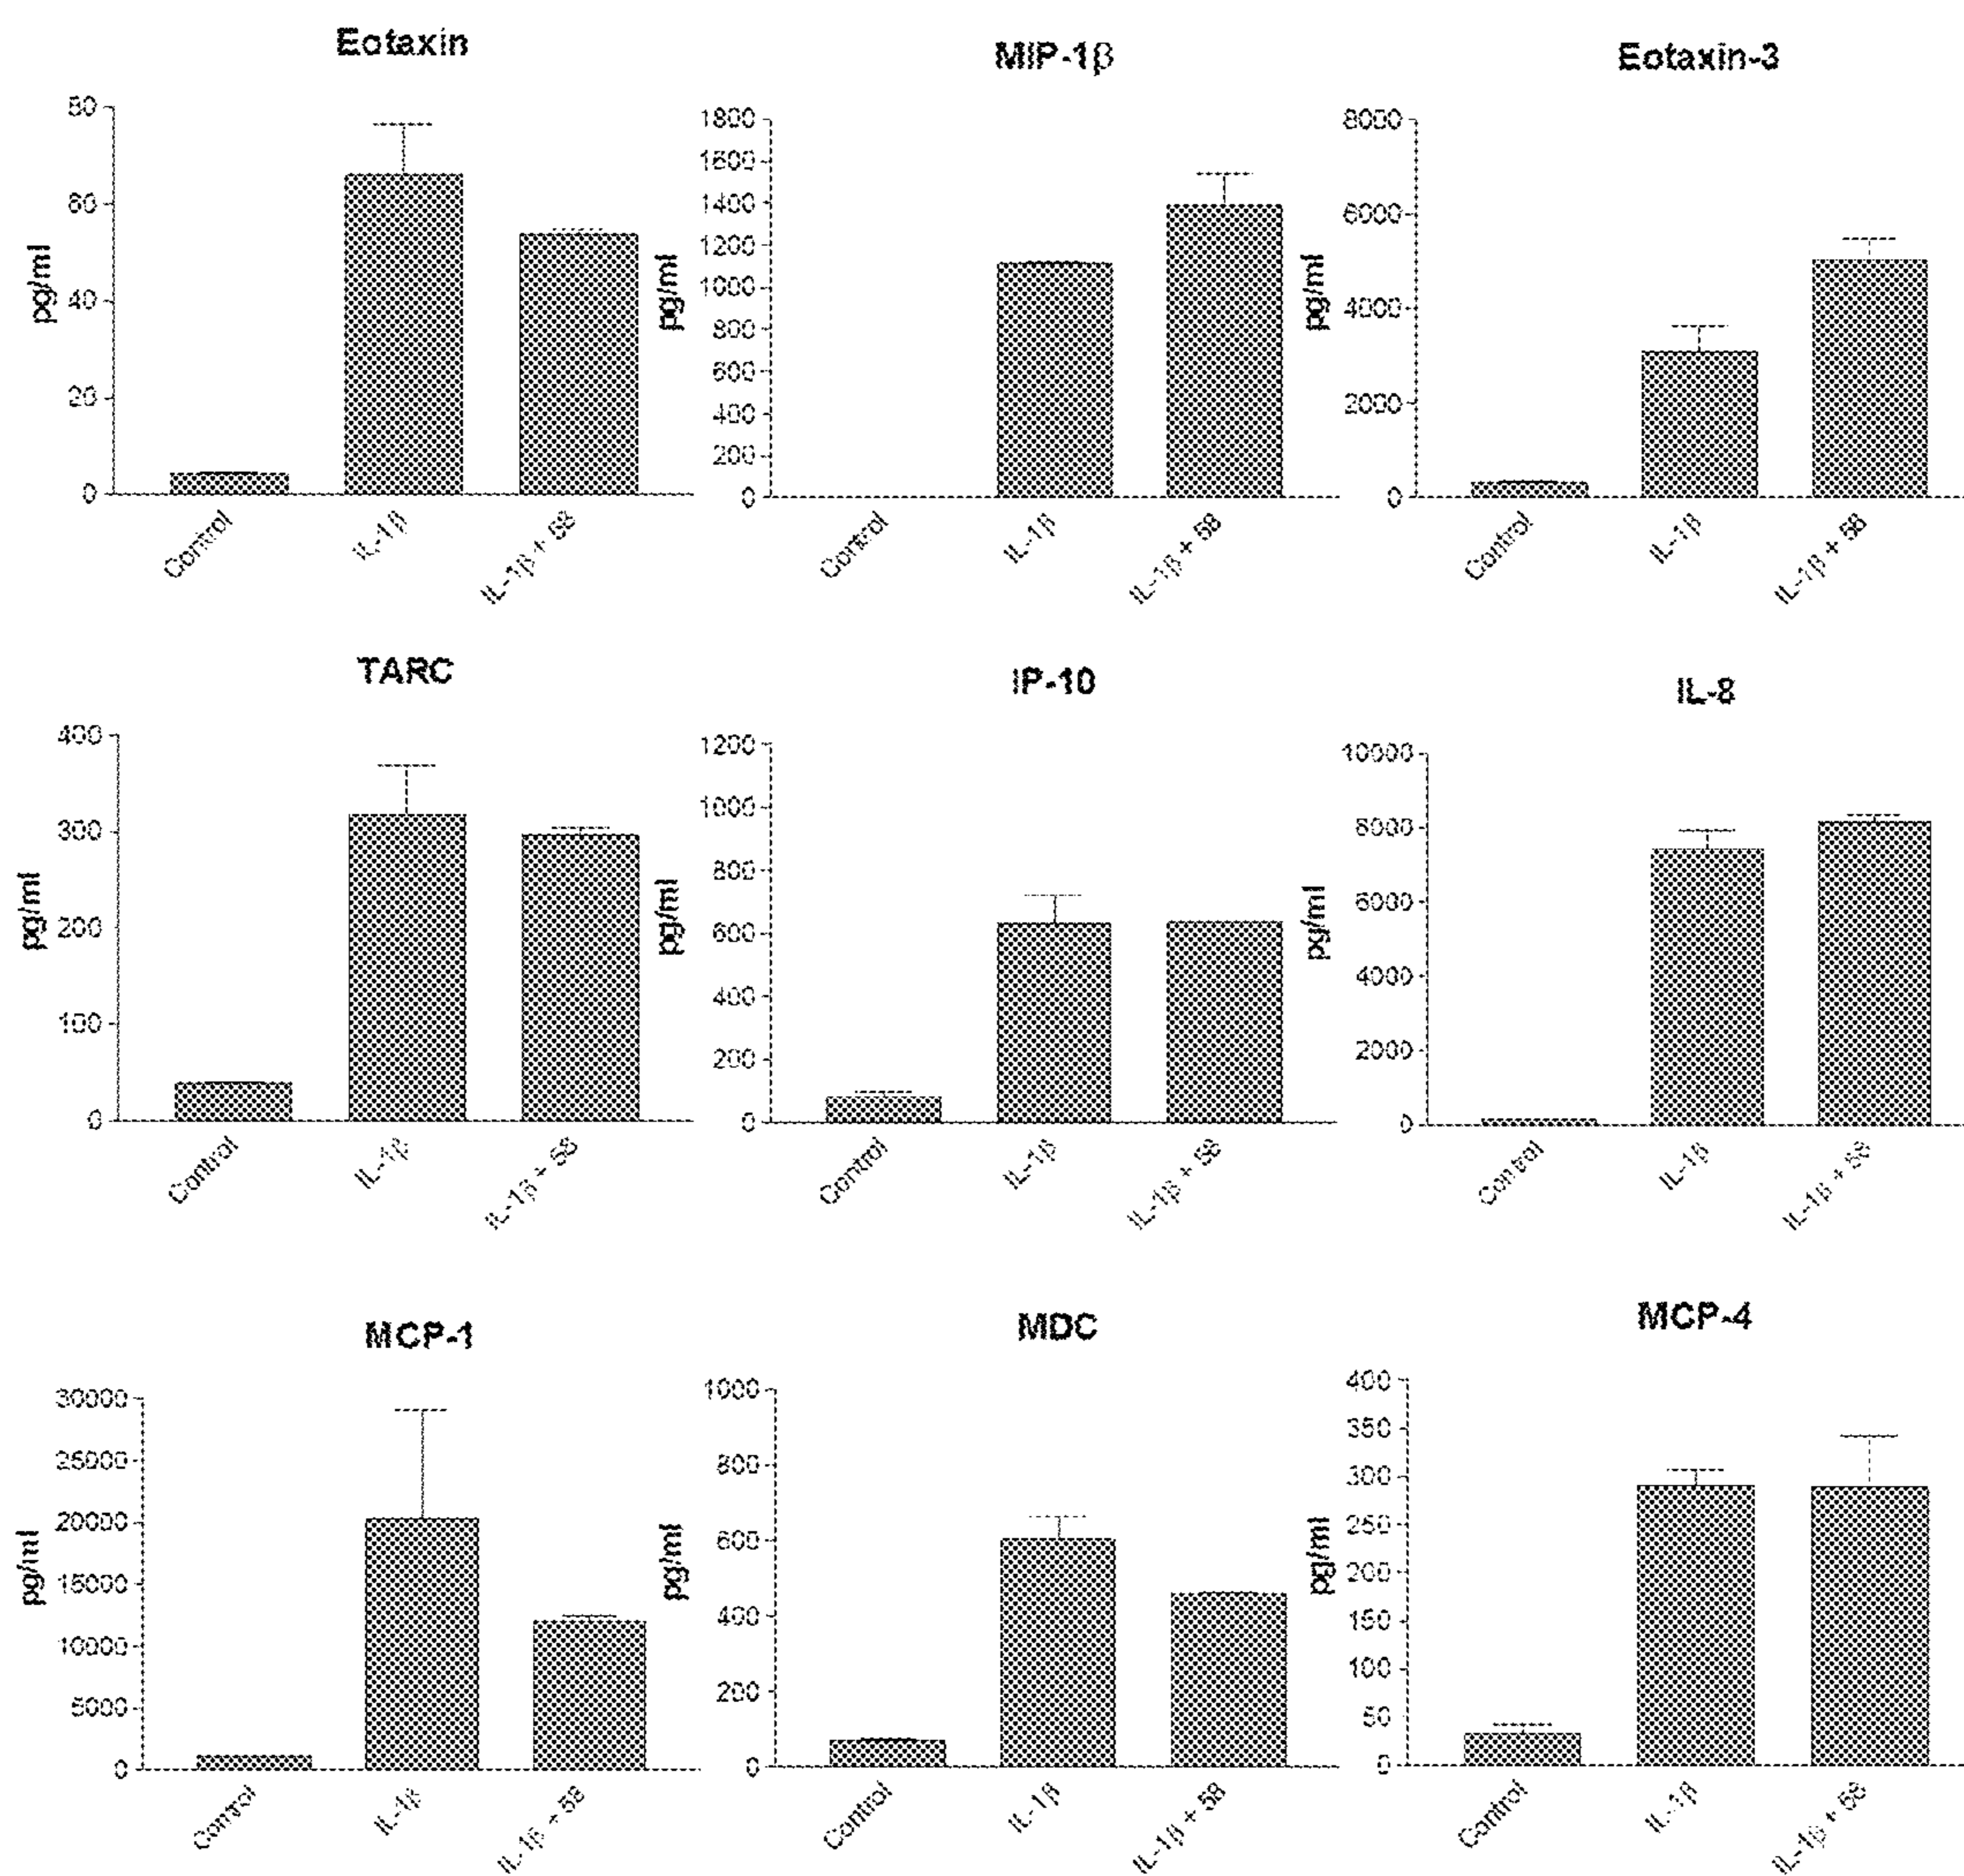 Eotaxin
pg/ml
80
60
40
20
0
Control
IL-1β
IL-1β + 58
MIP-1β
pg/ml
1800
1600
1400
1200
1000
800
600
400
200
0
Control
IL-1β
IL-1β + 58
Eotaxin-3
pg/ml
8000
6000
4000
2000
0
Control
IL-1β
IL-1β + 58
TARC
pg/ml
400
300
200
100
0
Control
IL-1β
IL-1β + 58
IP-10
pg/ml
1200
1000
800
600
400
200
0
Control
IL-1β
IL-1β + 58
IL-8
pg/ml
10000
8000
6000
4000
2000
0
Control
IL-1β
IL-1β + 58
MCP-1
pg/ml
30000
25000
20000
15000
10000
5000
0
Control
IL-1β
IL-1β + 58
MDC
pg/ml
1000
800
600
400
200
0
Control
IL-1β
IL-1β + 58
MCP-4
pg/ml
400
350
300
250
200
150
100
50
0
Control
IL-1β
IL-1β + 58